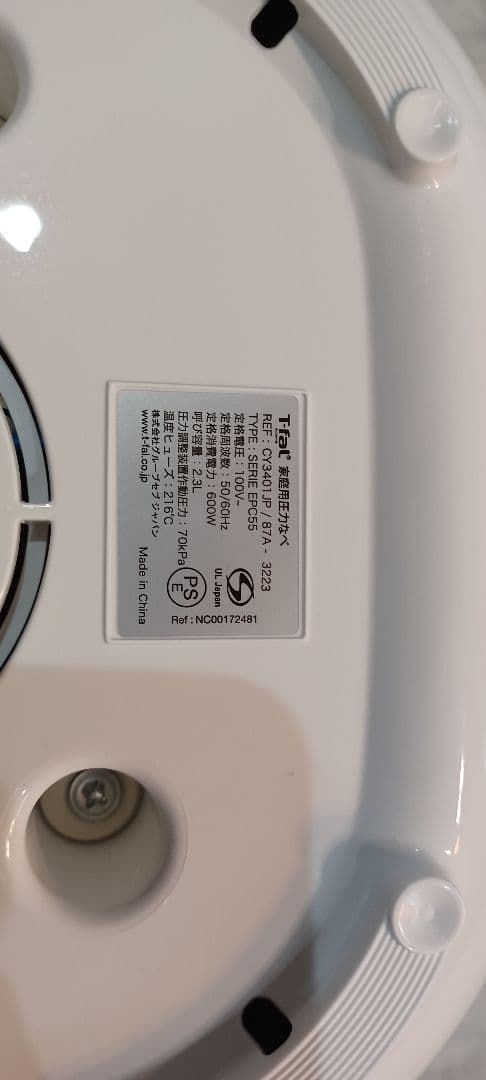 T-fal 家庭用圧力なべ
REF : CY3401JP / 87A - 3223
TYPE : SERIE EPC55
定格電圧 : 100V~
定格周波数 : 50/60Hz
定格消費電力 : 600W
呼び容量 : 2.3L
圧力調整装置作動圧力 : 70kPa
温度ヒューズ : 216℃
株式会社グループセブ ジャパン
www.t-fal.co.jp
Made in China
S
UL Japan
PS
E
Ref : NC00172481